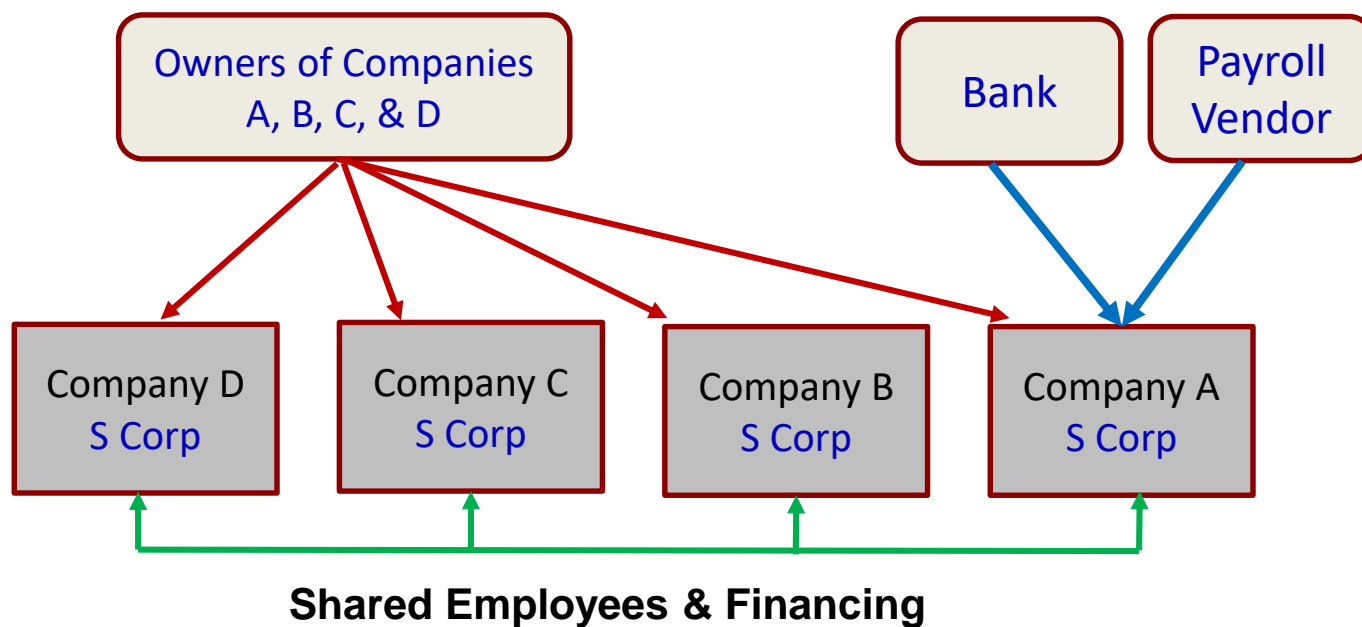 Owners of Companies
A, B, C, & D
Bank
Payroll
Vendor
Company D
S Corp
Company C
S Corp
Company B
S Corp
Company A
S Corp
Shared Employees & Financing